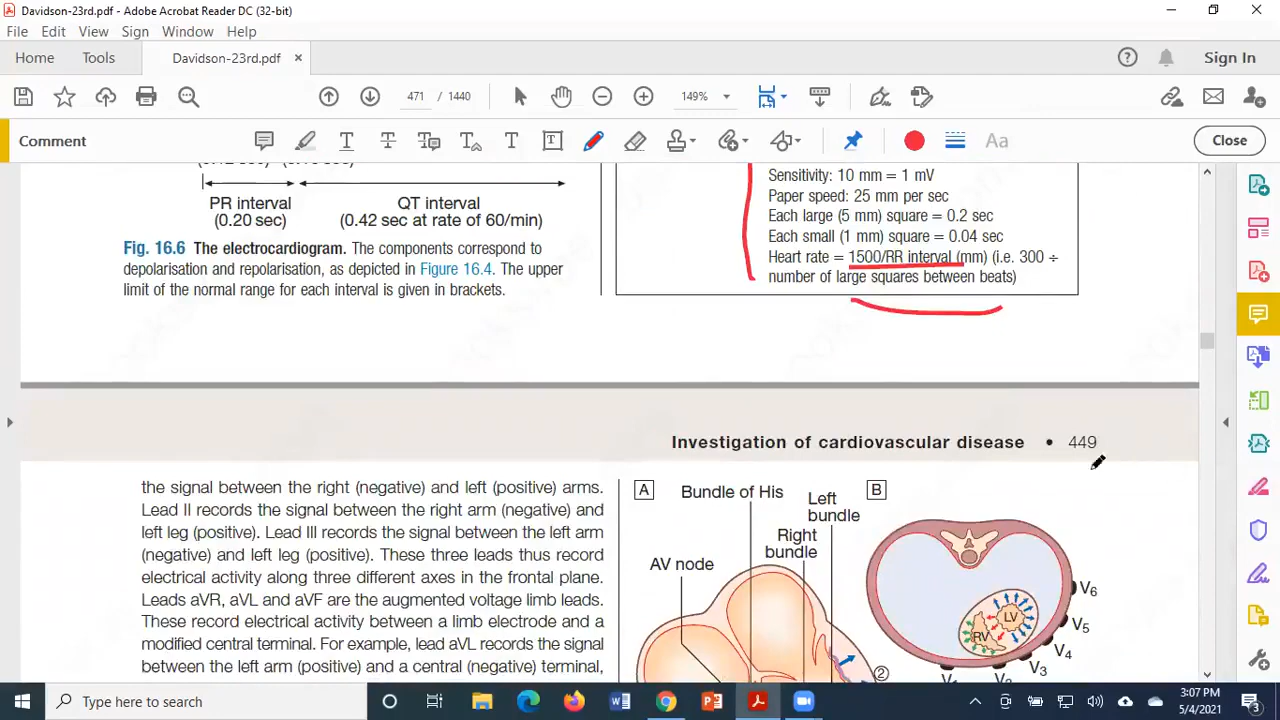 Davidson-23rd.pdf - Adobe Acrobat Reader DC (32-bit)
File Edit View Sign Window Help
Home Tools Davidson-23rd.pdf × Sign In
471 / 1440 149%
Comment Close
PR interval QT interval
(0.20 sec) (0.42 sec at rate of 60/min)
Fig. 16.6 The electrocardiogram. The components correspond to
depolarisation and repolarisation, as depicted in Figure 16.4. The upper
limit of the normal range for each interval is given in brackets.
Sensitivity: 10 mm = 1 mV
Paper speed: 25 mm per sec
Each large (5 mm) square = 0.2 sec
Each small (1 mm) square = 0.04 sec
Heart rate = 1500/RR interval (mm) (i.e. 300 ÷
number of large squares between beats)
Investigation of cardiovascular disease • 449
the signal between the right (negative) and left (positive) arms.
Lead II records the signal between the right arm (negative) and
left leg (positive). Lead III records the signal between the left arm
(negative) and left leg (positive). These three leads thus record
electrical activity along three different axes in the frontal plane.
Leads aVR, aVL and aVF are the augmented voltage limb leads.
These record electrical activity between a limb electrode and a
modified central terminal. For example, lead aVL records the signal
between the left arm (positive) and a central (negative) terminal,
A
Bundle of His
Left
bundle
Right
bundle
AV node
②
B
LV
RV
V6
V5
V4
V3
Type here to search
3:07 PM
5/4/2021
3